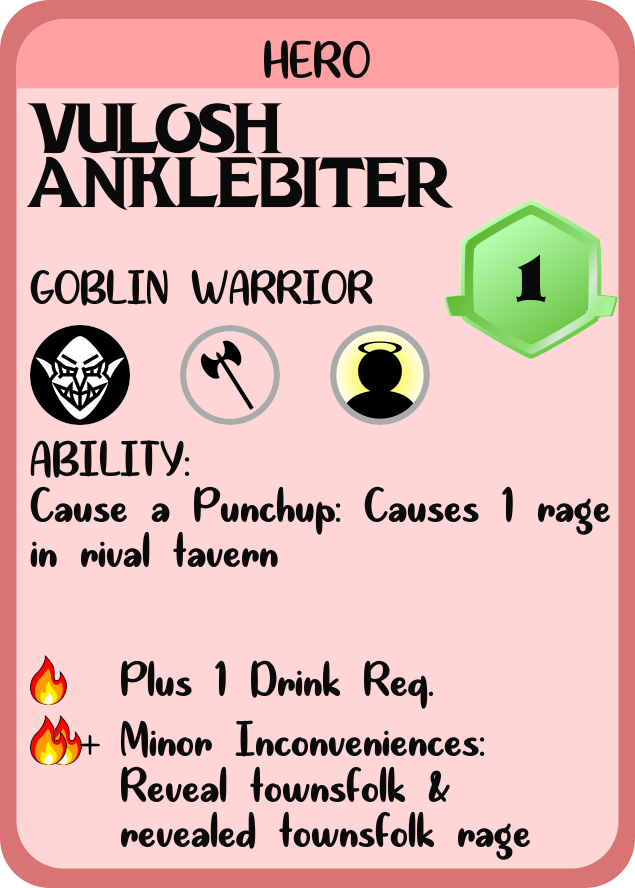 HERO
VULOSH
ANKLEBITER
GOBLIN WARRIOR
1
ABILITY:
Cause a Punchup: Causes 1 rage
in rival tavern
Plus 1 Drink Req.
+ Minor Inconveniences:
Reveal townsfolk &
revealed townsfolk rage